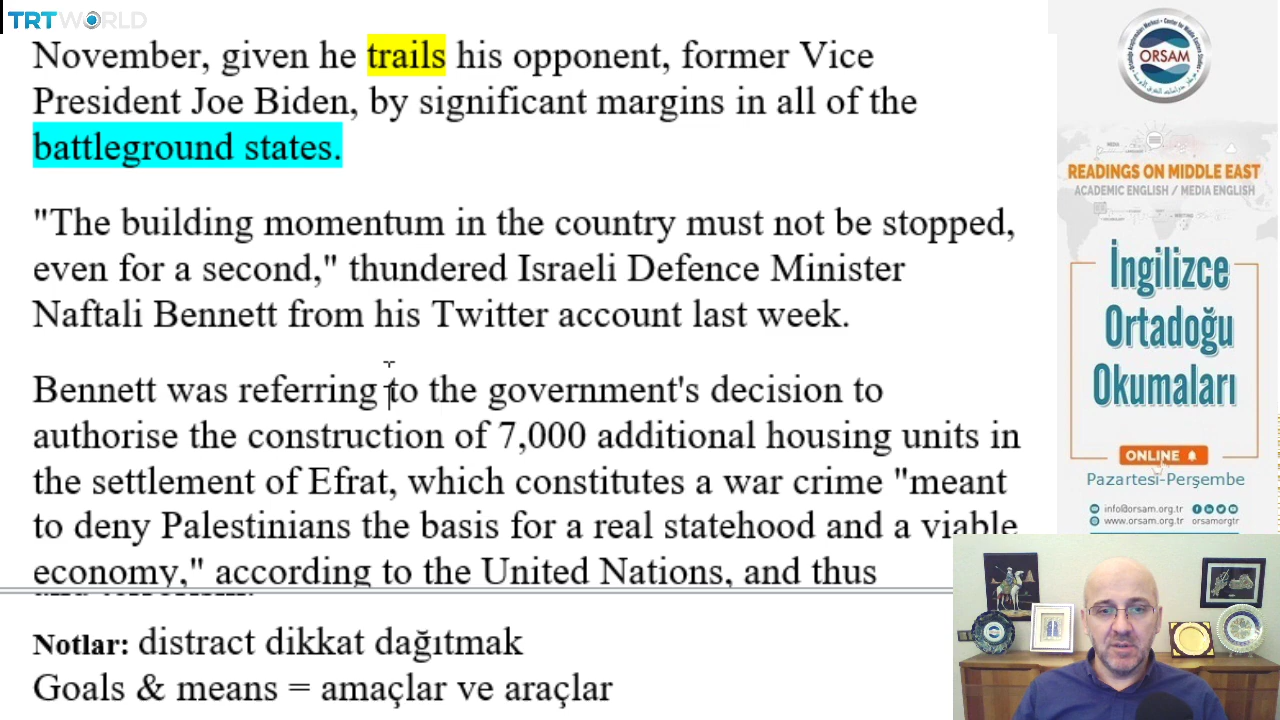 TRT WORLD
November, given he trails his opponent, former Vice
President Joe Biden, by significant margins in all of the
battleground states.
"The building momentum in the country must not be stopped,
even for a second," thundered Israeli Defence Minister
Naftali Bennett from his Twitter account last week.
Bennett was referring to the government's decision to
authorise the construction of 7,000 additional housing units in
the settlement of Efrat, which constitutes a war crime "meant
to deny Palestinians the basis for a real statehood and a viable
economy," according to the United Nations, and thus
Notlar: distract dikkat dağıtmak
Goals & means = amaçlar ve araçlar
ORSAM
READINGS ON MIDDLE EAST
ACADEMIC ENGLISH / MEDIA ENGLISH
İngilizce
Ortadoğu
Okumaları
ONLINE
Pazartesi-Perşembe
info@orsam.org.tr
www.orsam.org.tr orsamorgtr